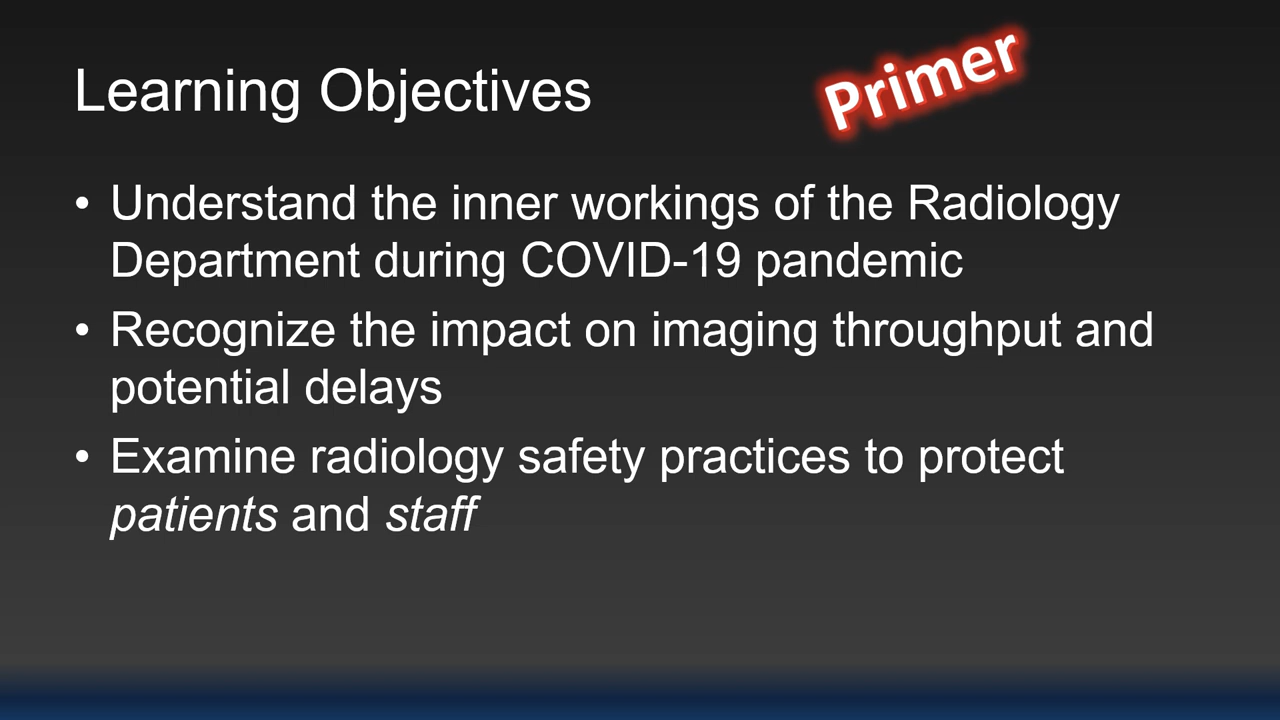 Learning Objectives
Primer
• Understand the inner workings of the Radiology
Department during COVID-19 pandemic
• Recognize the impact on imaging throughput and
potential delays
• Examine radiology safety practices to protect
patients and staff